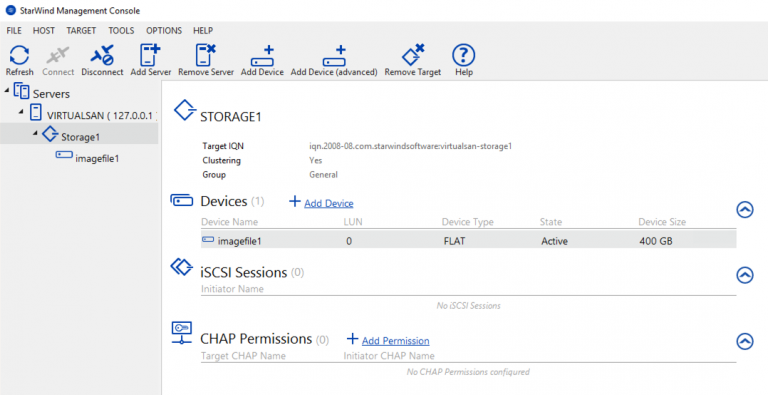 StarWind Management Console
FILE HOST TARGET TOOLS OPTIONS HELP
Refresh Connect Disconnect Add Server Remove Server Add Device Add Device (advanced) Remove Target Help
Servers
VIRTUALSAN ( 127.0.0.1 )
Storage1
imagefile1
STORAGE1
Target IQN iqn.2008-08.com.starwindsoftware:virtualsan-storage1
Clustering Yes
Group General
Devices (1) Add Device
Device Name LUN Device Type State Device Size
imagefile1 0 FLAT Active 400 GB
iSCSI Sessions (0)
Initiator Name
No iSCSI Sessions
CHAP Permissions (0) Add Permission
Target CHAP Name Initiator CHAP Name
No CHAP Permissions configured